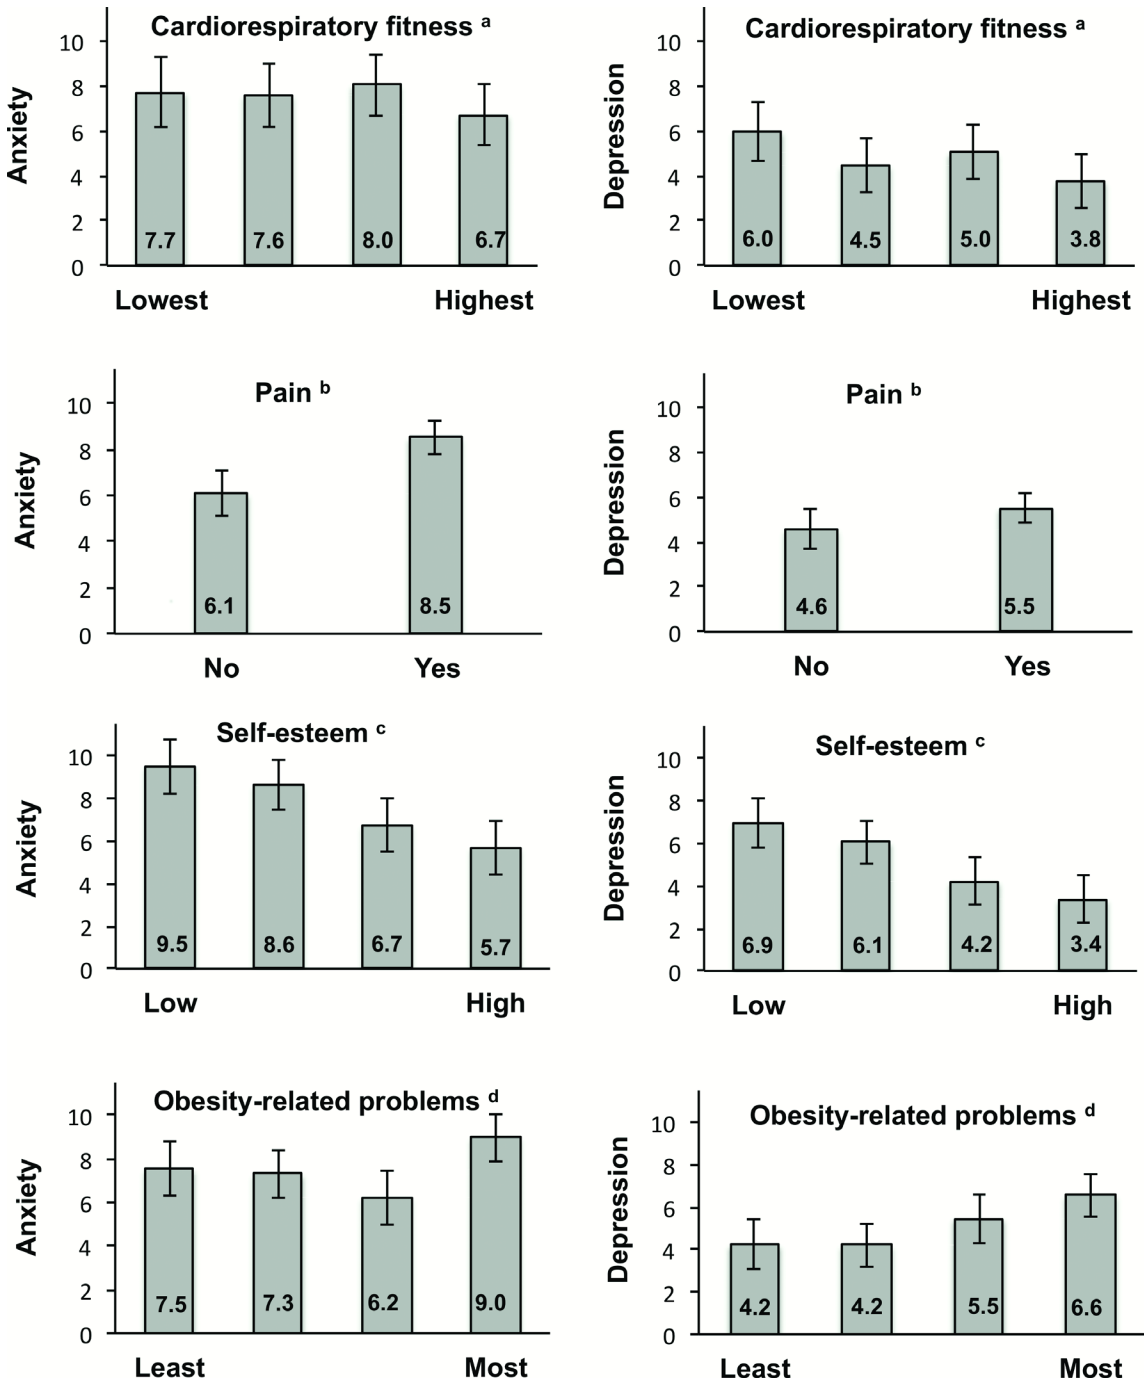 Cardiorespiratory fitness a
Anxiety
10
8
6
4
2
0
7.7 7.6 8.0 6.7
Lowest Highest
Cardiorespiratory fitness a
Depression
10
8
6
4
2
0
6.0 4.5 5.0 3.8
Lowest Highest
Pain b
Anxiety
10
8
6
4
2
0
6.1 8.5
No Yes
Pain b
Depression
10
8
6
4
2
0
4.6 5.5
No Yes
Self-esteem c
Anxiety
10
8
6
4
2
0
9.5 8.6 6.7 5.7
Low High
Self-esteem c
Depression
10
8
6
4
2
0
6.9 6.1 4.2 3.4
Low High
Obesity-related problems d
Anxiety
10
8
6
4
2
0
7.5 7.3 6.2 9.0
Least Most
Obesity-related problems d
Depression
10
8
6
4
2
0
4.2 4.2 5.5 6.6
Least Most